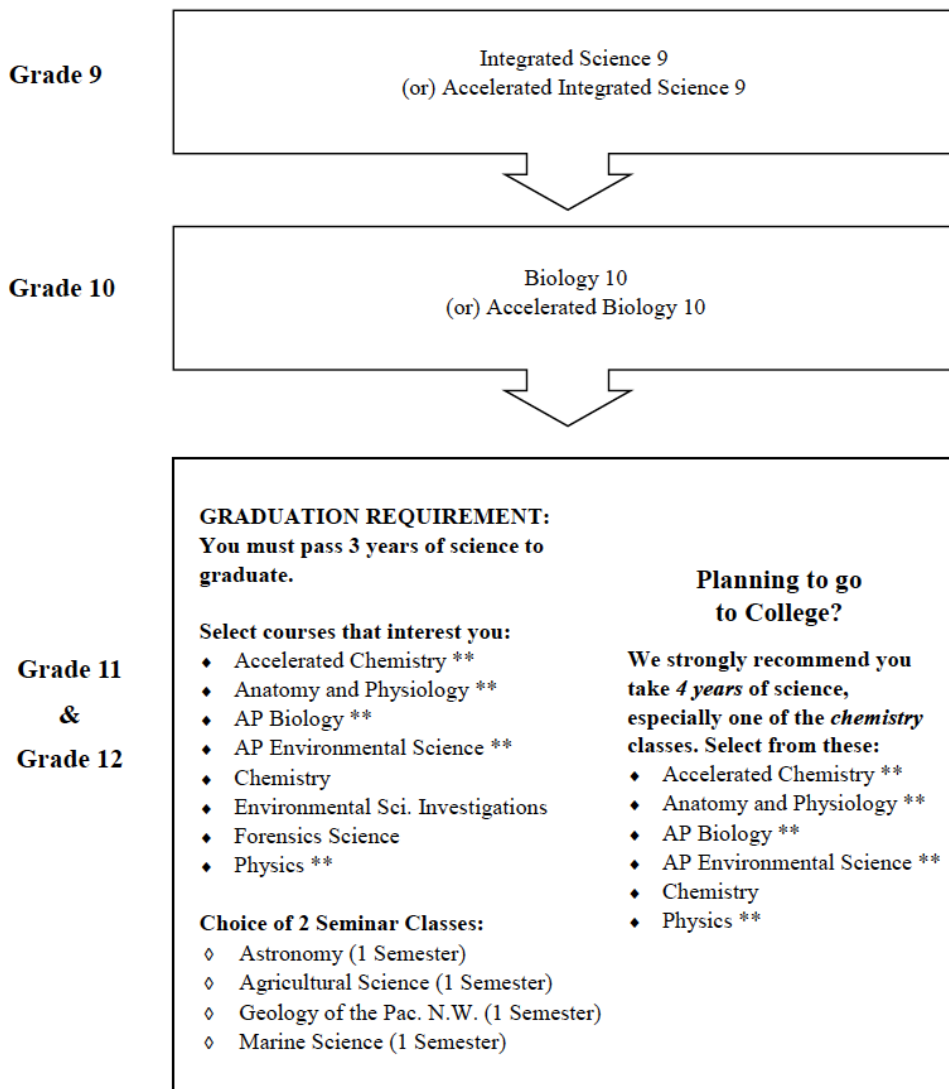 Grade 9
Integrated Science 9
(or) Accelerated Integrated Science 9
Grade 10
Biology 10
(or) Accelerated Biology 10
Grade 11
&
Grade 12
GRADUATION REQUIREMENT:
You must pass 3 years of science to
graduate.
Select courses that interest you:
♦ Accelerated Chemistry **
♦ Anatomy and Physiology **
♦ AP Biology **
♦ AP Environmental Science **
♦ Chemistry
♦ Environmental Sci. Investigations
♦ Forensics Science
♦ Physics **
Choice of 2 Seminar Classes:
◊ Astronomy (1 Semester)
◊ Agricultural Science (1 Semester)
◊ Geology of the Pac. N.W. (1 Semester)
◊ Marine Science (1 Semester)
Planning to go
to College?
We strongly recommend you
take 4 years of science,
especially one of the chemistry
classes. Select from these:
♦ Accelerated Chemistry **
♦ Anatomy and Physiology **
♦ AP Biology **
♦ AP Environmental Science **
♦ Chemistry
♦ Physics **